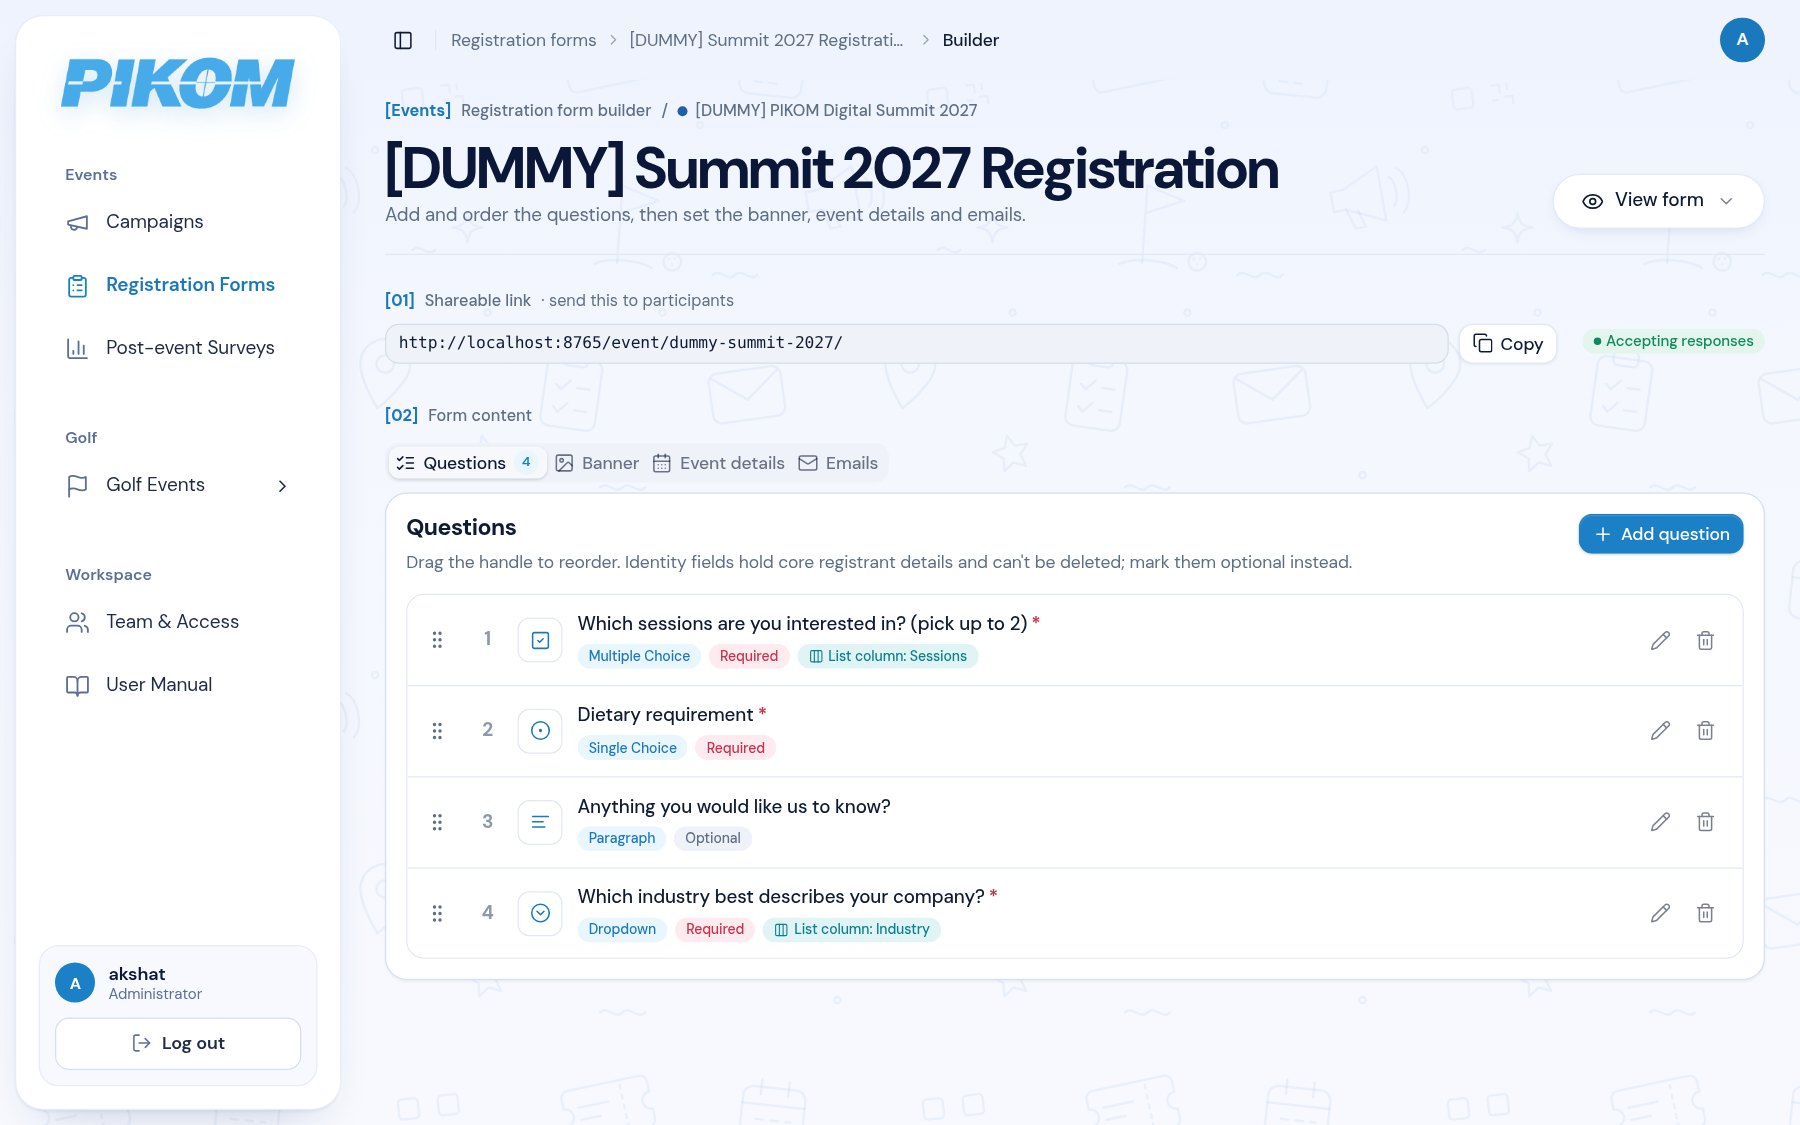 PIKOM
Events
Campaigns
Registration Forms
Post-event Surveys
Golf
Golf Events
Workspace
Team & Access
User Manual
A
akshat
Administrator
Log out
Registration forms > [DUMMY] Summit 2027 Registrati... > Builder
A
[Events] Registration form builder / [DUMMY] PIKOM Digital Summit 2027
[DUMMY] Summit 2027 Registration
Add and order the questions, then set the banner, event details and emails.
View form
[01] Shareable link · send this to participants
http://localhost:8765/event/dummy-summit-2027/
Copy
Accepting responses
[02] Form content
Questions 4 Banner Event details Emails
Questions
Add question
Drag the handle to reorder. Identity fields hold core registrant details and can't be deleted; mark them optional instead.
1 Which sessions are you interested in? (pick up to 2) *
Multiple Choice Required List column: Sessions
2 Dietary requirement *
Single Choice Required
3 Anything you would like us to know?
Paragraph Optional
4 Which industry best describes your company? *
Dropdown Required List column: Industry